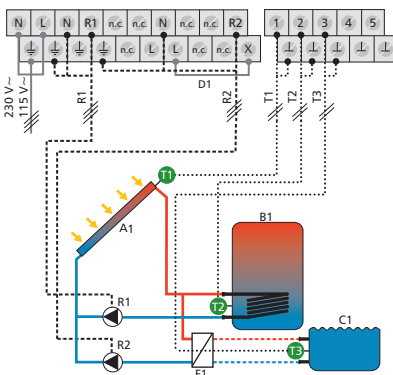 N L N R1 n.c. n.c. n.c. R2 1 2 3 4 5
n.c. L L n.c. X
D1
230 V~
115 V~
R1
R2
T1
T2
T3
T1
A1
B1
T2
C1
R1
T3
R2
F1